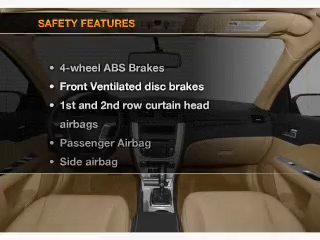 SAFETY FEATURES
• 4-wheel ABS Brakes
• Front Ventilated disc brakes
• 1st and 2nd row curtain head
airbags
• Passenger Airbag
• Side airbag